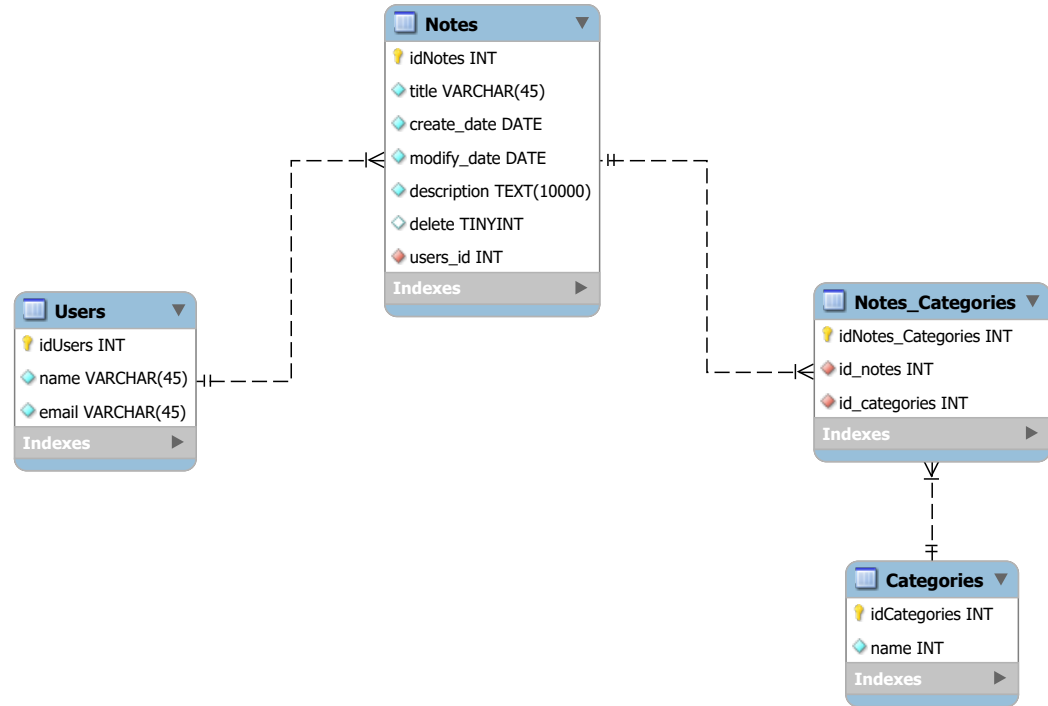 Notes
idNotes INT
title VARCHAR(45)
create_date DATE
modify_date DATE
description TEXT(10000)
delete TINYINT
users_id INT
Indexes
Users
idUsers INT
name VARCHAR(45)
email VARCHAR(45)
Indexes
Notes_Categories
idNotes_Categories INT
id_notes INT
id_categories INT
Indexes
Categories
idCategories INT
name INT
Indexes